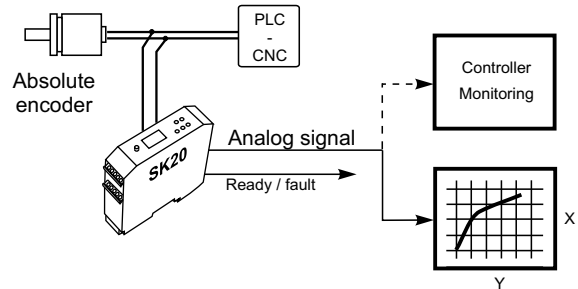 PLC
-
CNC
Absolute
encoder
Controller
Monitoring
SK20
Analog signal
Ready / fault
X
Y